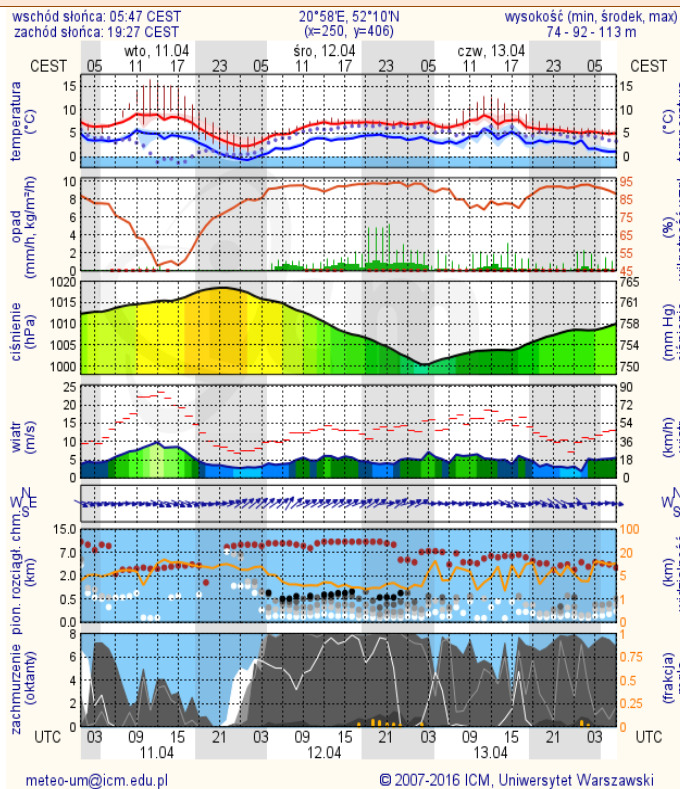 wschód słońca: 05:47 CEST 20°58'E, 52°10'N wysokość (min, środek, max)
zachód słońca: 19:27 CEST (x=250, y=406) 74 - 92 - 113 m
wto, 11.04 śro, 12.04 czw, 13.04
CEST 05 11 17 23 05 11 17 23 05 11 17 23 05 CEST
temperatura
(°C)
15
10
5
0
15
10
5
0
(°C)
opad
(mm/h, kg/m²/h)
10
8
6
4
2
0
95
85
75
65
55
45
(%)
ciśnienie
(hPa)
1020
1015
1010
1005
1000
765
761
758
754
750
(mm Hg)
wiatr
(m/s)
25
20
15
10
5
0
90
72
54
36
18
0
(km/h)
N
W E
S
N
W
S
pion. rozciągł. chm.
(km)
15.0
7.0
2.0
0.5
0.0
100
20
5
1
0
zachmurzenie
(oktanty)
8
6
4
2
0
1
0.75
0.5
0.25
0
(frakcja)
UTC 03 09 15 21 03 09 15 21 03 09 15 21 03 UTC
11.04 12.04 13.04
meteo-um@icm.edu.pl © 2007-2016 ICM, Uniwersytet Warszawski